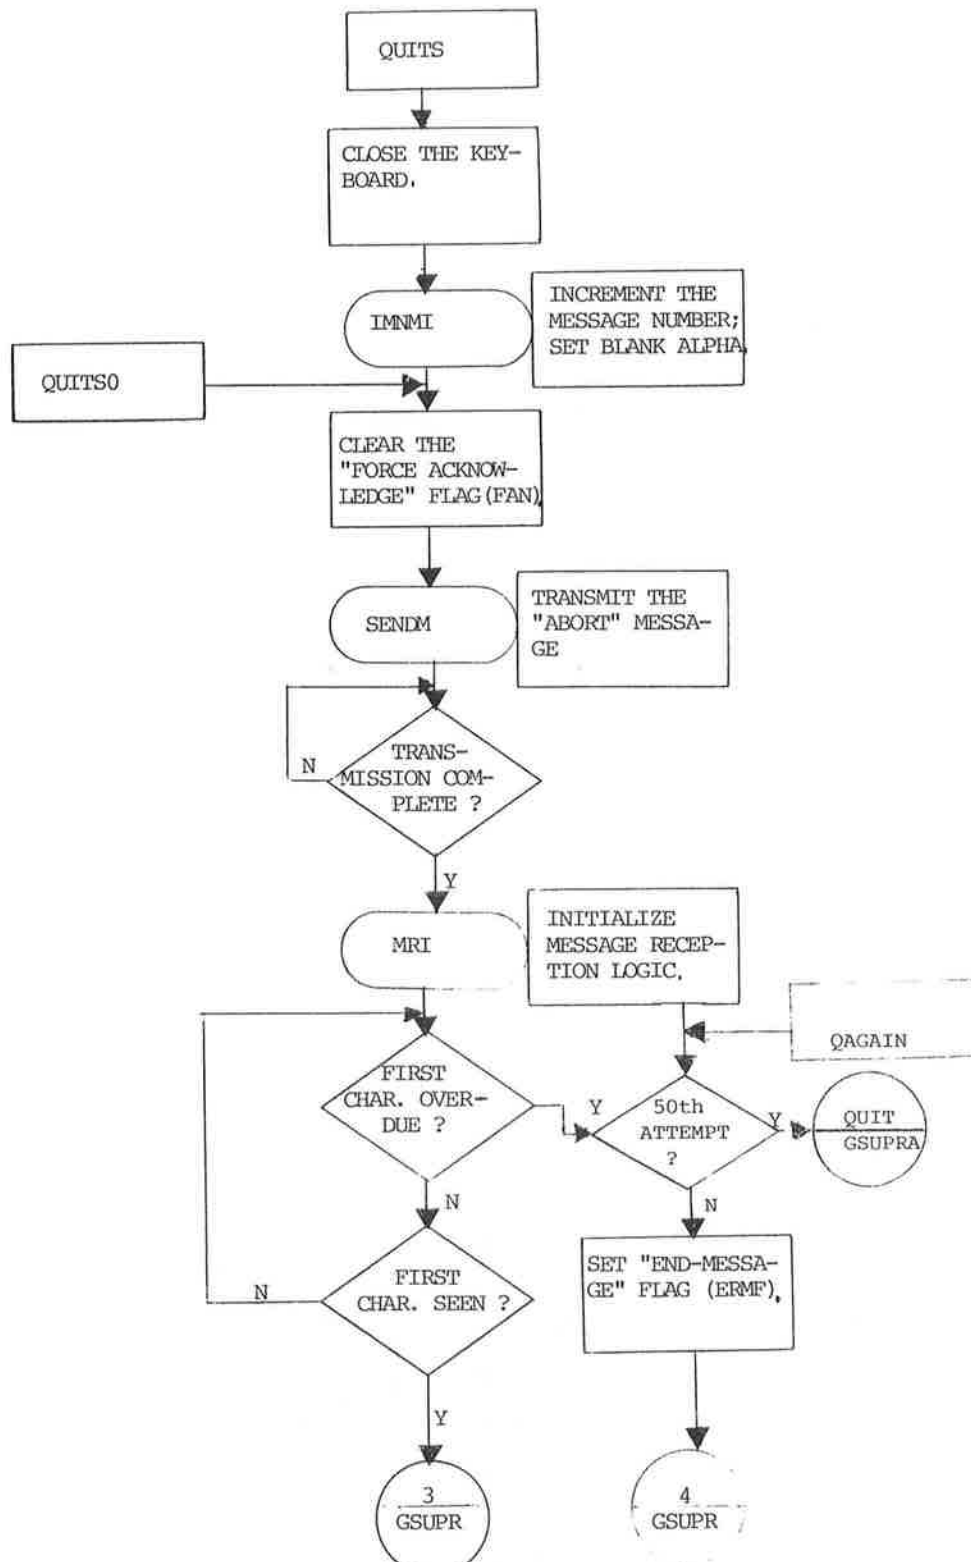 QUITS
CLOSE THE KEY-
BOARD.
IMNMI
INCREMENT THE
MESSAGE NUMBER;
SET BLANK ALPHA.
QUITS0
CLEAR THE
"FORCE ACKNOW-
LEDGE" FLAG(FAN).
SENDM
TRANSMIT THE
"ABORT" MESSA-
GE
TRANS-
MISSION COM-
PLETE ?
N
Y
MRI
INITIALIZE
MESSAGE RECEP-
TION LOGIC.
QAGAIN
FIRST
CHAR. OVER-
DUE ?
Y
N
50th
ATTEMPT
?
Y
N
QUIT
GSUPRA
FIRST
CHAR. SEEN ?
N
Y
SET "END-MESSA-
GE" FLAG (ERMF).
3
GSUPR
4
GSUPR